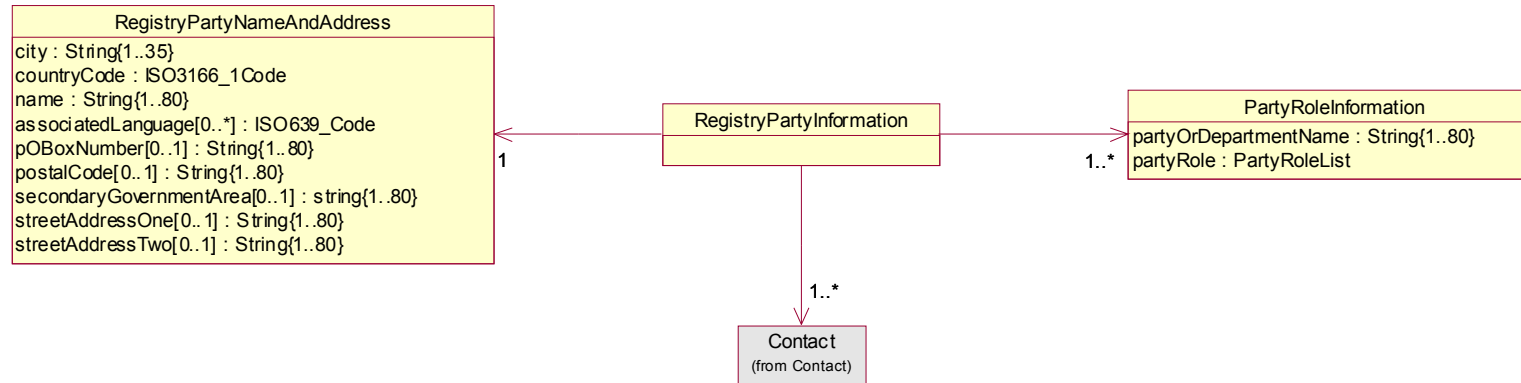 RegistryPartyNameAndAddress
city : String{1..35}
countryCode : ISO3166_1Code
name : String{1..80}
associatedLanguage[0..*] : ISO639_Code
pOBoxNumber[0..1] : String{1..80}
postalCode[0..1] : String{1..80}
secondaryGovernmentArea[0..1] : string{1..80}
streetAddressOne[0..1] : String{1..80}
streetAddressTwo[0..1] : String{1..80}
1
RegistryPartyInformation
1..*
PartyRoleInformation
partyOrDepartmentName : String{1..80}
partyRole : PartyRoleList
1..*
Contact
(from Contact)